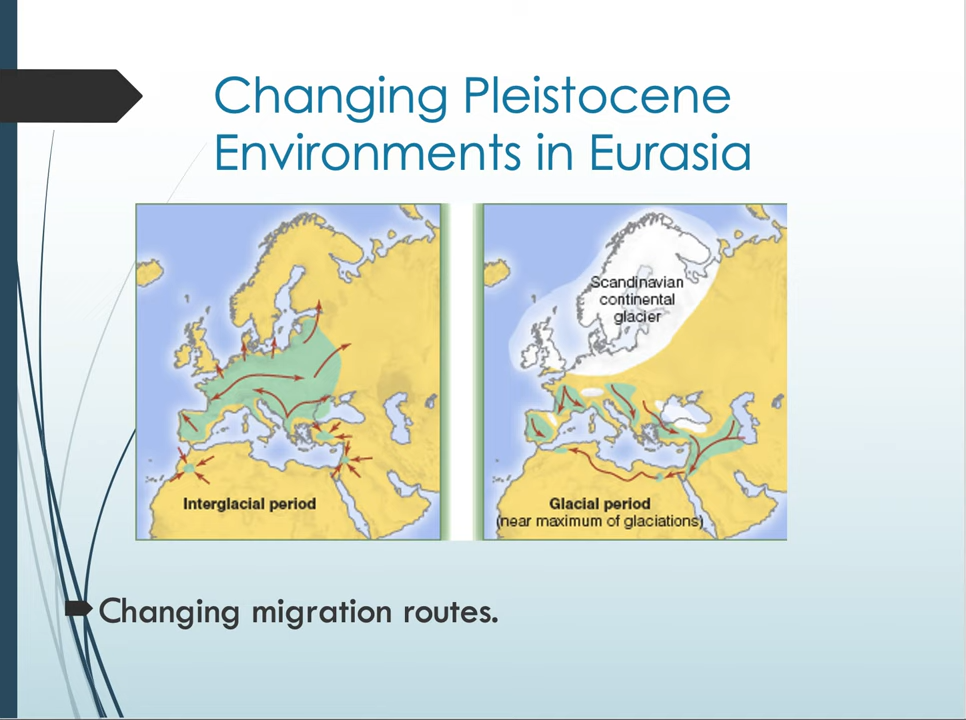 Changing Pleistocene
Environments in Eurasia
Interglacial period
Scandinavian
continental
glacier
Glacial period
(near maximum of glaciations)
Changing migration routes.